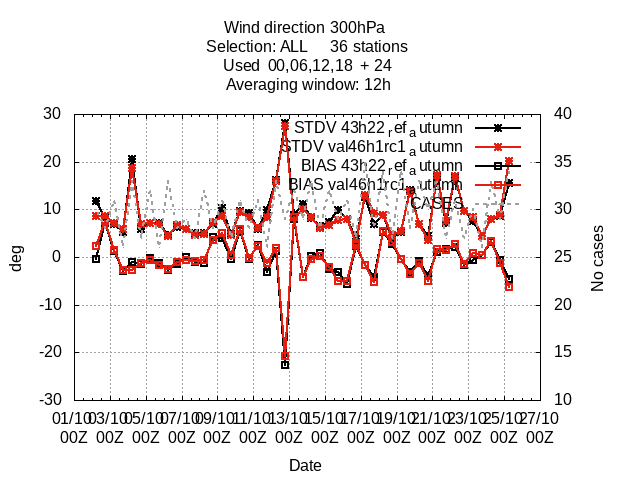 Wind direction 300hPa
Selection: ALL 36 stations
Used 00,06,12,18 + 24
Averaging window: 12h
30 20 10 0 -10 -20 -30
deg
40 35 30 25 20 15 10
No cases
STDV 43h22_ref_autumn
STDV val46h1rc1_autumn
BIAS 43h22_ref_autumn
BIAS val46h1rc1_autumn
CASES
01/10 03/10 05/10 07/10 09/10 11/10 13/10 15/10 17/10 19/10 21/10 23/10 25/10 27/10
00Z 00Z 00Z 00Z 00Z 00Z 00Z 00Z 00Z 00Z 00Z 00Z 00Z 00Z
Date